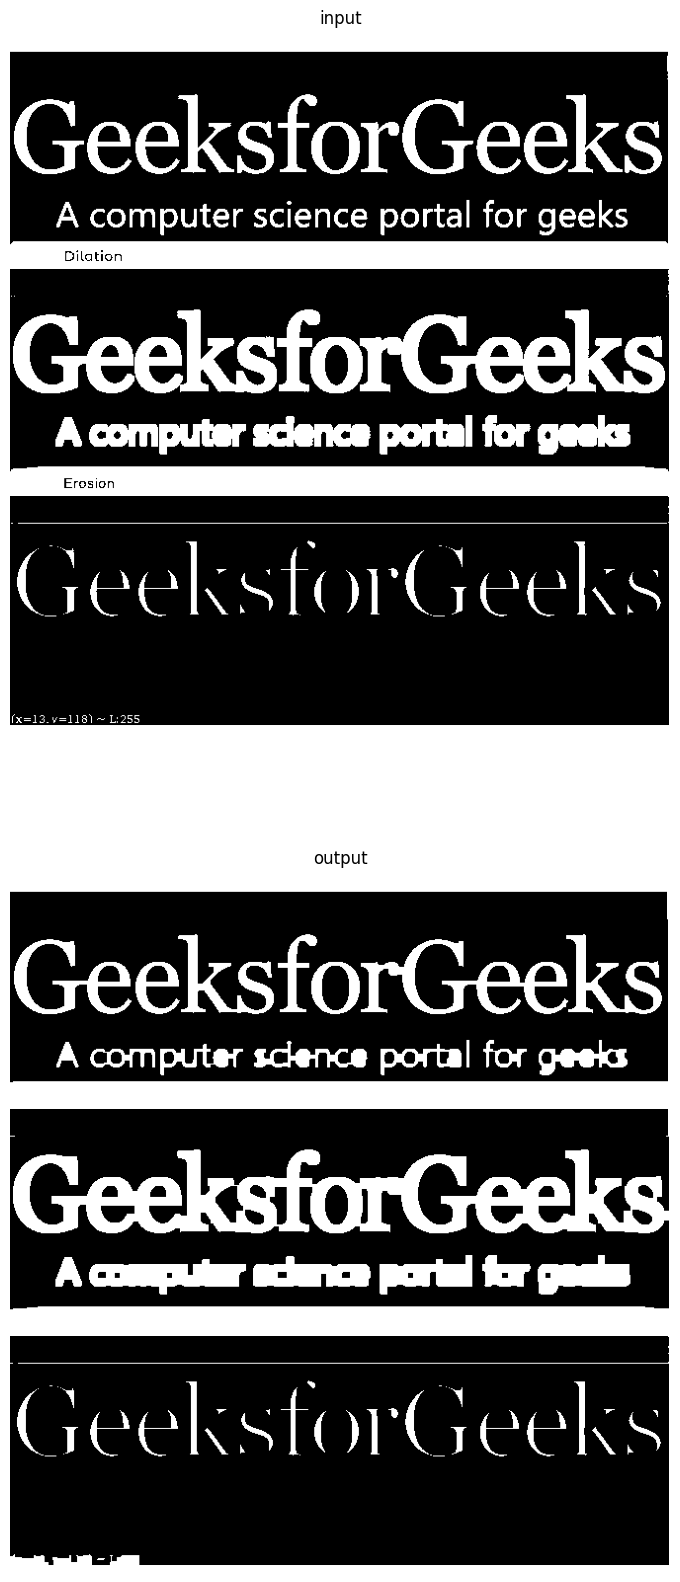 input
GeeksforGeeks
A computer science portal for geeks
Dilation
GeeksforGeeks
A computer science portal for geeks
Erosion
GeeksforGeeks
(x=13, y=118) ~ L:255
output
GeeksforGeeks
A computer science portal for geeks
GeeksforGeeks
A computer science portal for geeks
GeeksforGeeks